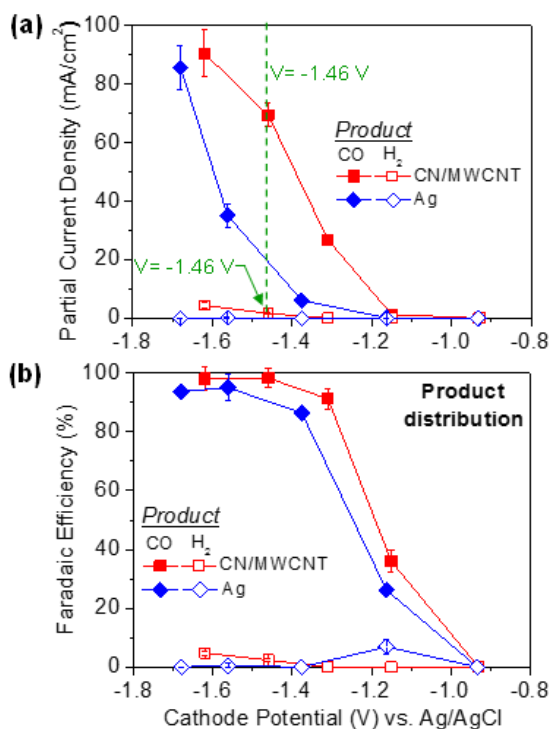 (a)
100
80
60
40
20
0
Partial Current Density (mA/cm²)
V= -1.46 V
V= -1.46 V
Product
CO H₂
CN/MWCNT
Ag
-1.8 -1.6 -1.4 -1.2 -1.0 -0.8
(b)
100
80
60
40
20
0
Faradaic Efficiency (%)
Product
distribution
Product
CO H₂
CN/MWCNT
Ag
-1.8 -1.6 -1.4 -1.2 -1.0 -0.8
Cathode Potential (V) vs. Ag/AgCl